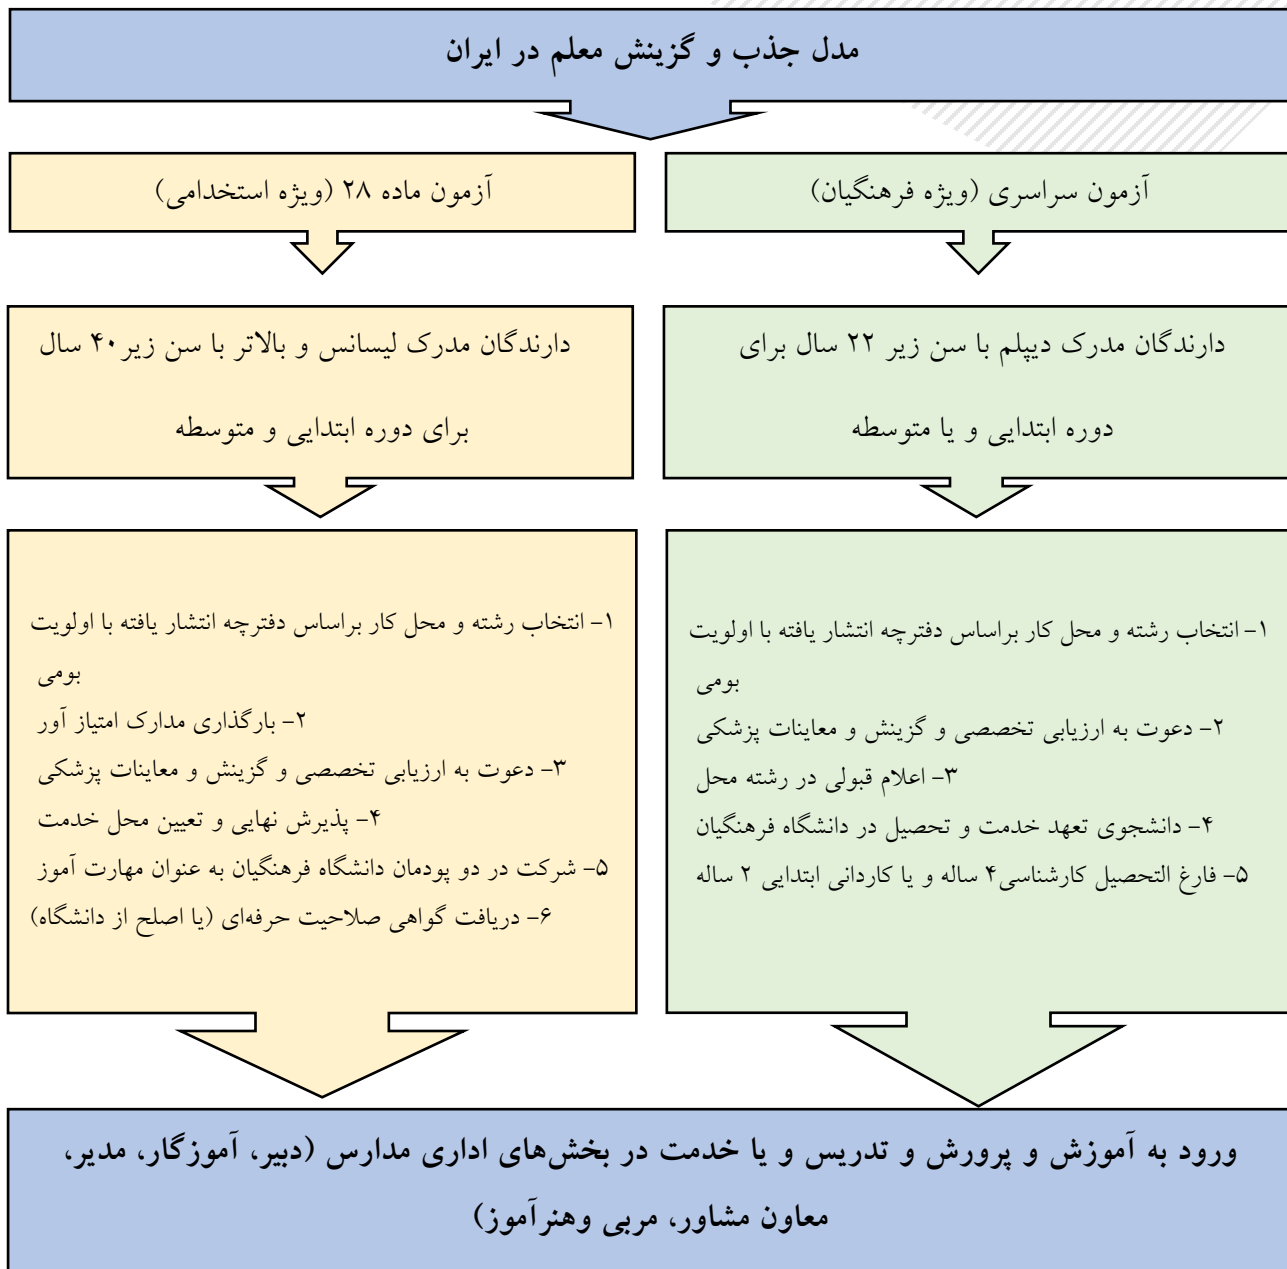 مدل جذب و گزینش معلم در ایران
آزمون سراسری (ویژه فرهنگیان)
دارندگان مدرک دیپلم با سن زیر ۲۲ سال برای
دوره ابتدایی و یا متوسطه
۱- انتخاب رشته و محل کار براساس دفترچه انتشار یافته با اولویت
بومی
۲- دعوت به ارزیابی تخصصی و گزینش و معاینات پزشکی
۳- اعلام قبولی در رشته محل
۴- دانشجوی تعهد خدمت و تحصیل در دانشگاه فرهنگیان
۵- فارغ التحصیل کارشناسی۴ ساله و یا کاردانی ابتدایی ۲ ساله
آزمون ماده ۲۸ (ویژه استخدامی)
دارندگان مدرک لیسانس و بالاتر با سن زیر۴۰ سال
برای دوره ابتدایی و متوسطه
۱- انتخاب رشته و محل کار براساس دفترچه انتشار یافته با اولویت
بومی
۲- بارگذاری مدارک امتیاز آور
۳- دعوت به ارزیابی تخصصی و گزینش و معاینات پزشکی
۴- پذیرش نهایی و تعیین محل خدمت
۵- شرکت در دو پودمان دانشگاه فرهنگیان به عنوان مهارت آموز
۶- دریافت گواهی صلاحیت حرفه‌ای (یا اصلح از دانشگاه)
ورود به آموزش و پرورش و تدریس و یا خدمت در بخش‌های اداری مدارس (دبیر، آموزگار، مدیر،
معاون مشاور، مربی وهنرآموز)